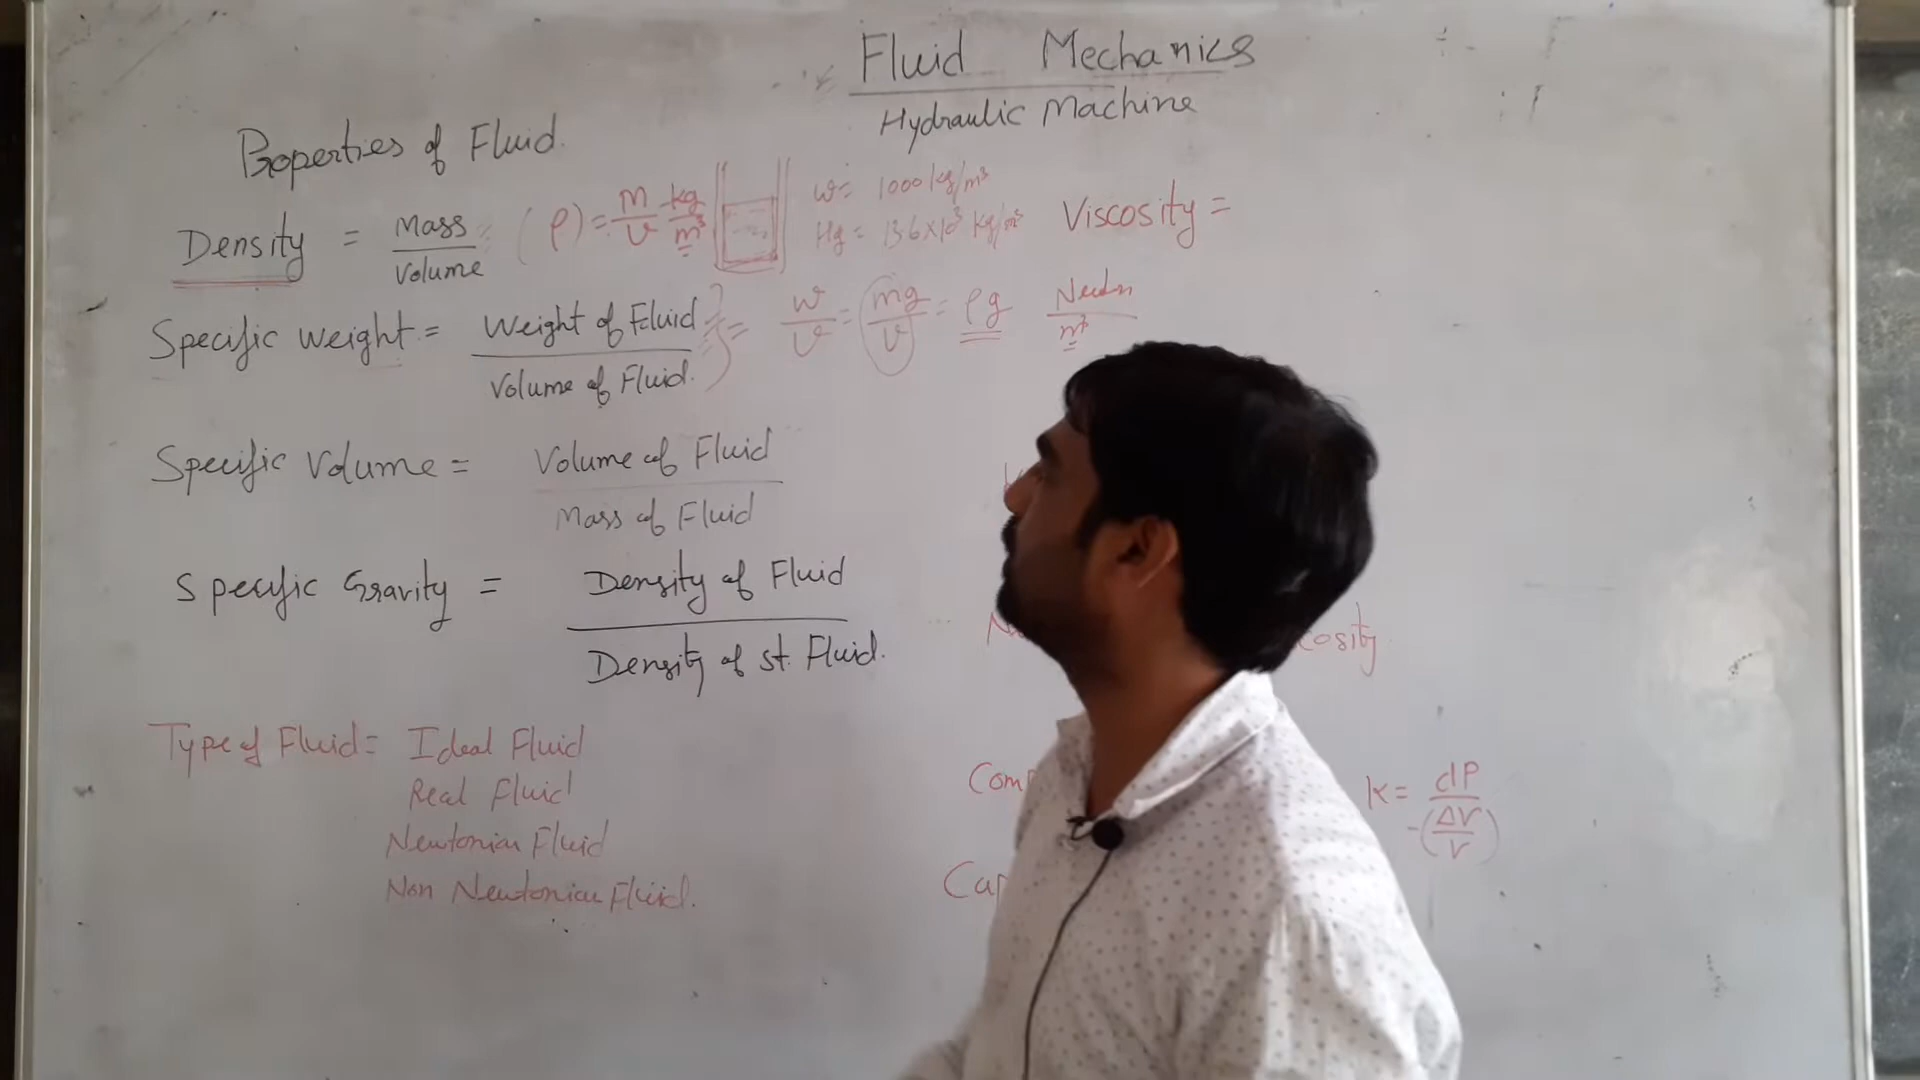 Fluid Mechanics
Hydraulic Machine
Properties of Fluid.
Density = Mass / Volume (ρ) = M/V kg/m³
W = 1000 kg/m³
Hg = 13.6×10³ kg/m³
Viscosity =
Specific weight = Weight of Fluid / Volume of Fluid. = W/V = mg/V = ρg Newton/m³
Specific Volume = Volume of Fluid / Mass of Fluid
Specific Gravity = Density of Fluid / Density of st. Fluid.
cosity
Type of Fluid = Ideal Fluid
Real Fluid
Newtonian Fluid
Non Newtonian Fluid.
Com
K = dP / -(ΔV/V)
Cap